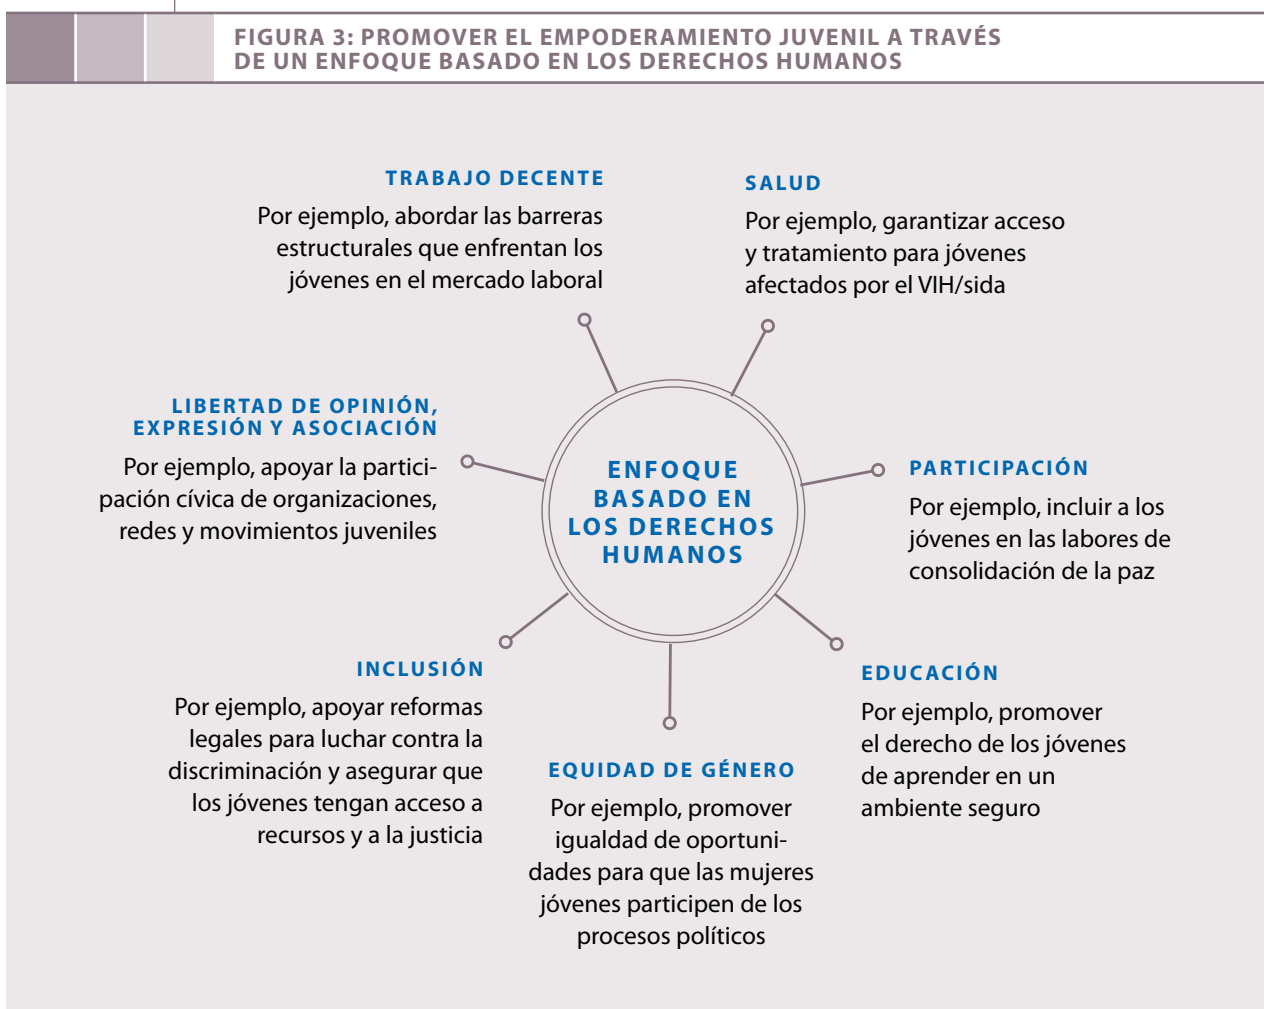 FIGURA 3: PROMOVER EL EMPODERAMIENTO JUVENIL A TRAVÉS
DE UN ENFOQUE BASADO EN LOS DERECHOS HUMANOS
TRABAJO DECENTE
Por ejemplo, abordar las barreras
estructurales que enfrentan los
jóvenes en el mercado laboral
SALUD
Por ejemplo, garantizar acceso
y tratamiento para jóvenes
afectados por el VIH/sida
LIBERTAD DE OPINIÓN,
EXPRESIÓN Y ASOCIACIÓN
Por ejemplo, apoyar la partici-
pación cívica de organizaciones,
redes y movimientos juveniles
ENFOQUE
BASADO EN
LOS DERECHOS
HUMANOS
PARTICIPACIÓN
Por ejemplo, incluir a los
jóvenes en las labores de
consolidación de la paz
INCLUSIÓN
Por ejemplo, apoyar reformas
legales para luchar contra la
discriminación y asegurar que
los jóvenes tengan acceso a
recursos y a la justicia
EQUIDAD DE GÉNERO
Por ejemplo, promover
igualdad de oportuni-
dades para que las mujeres
jóvenes participen de los
procesos políticos
EDUCACIÓN
Por ejemplo, promover
el derecho de los jóvenes
de aprender en un
ambiente seguro